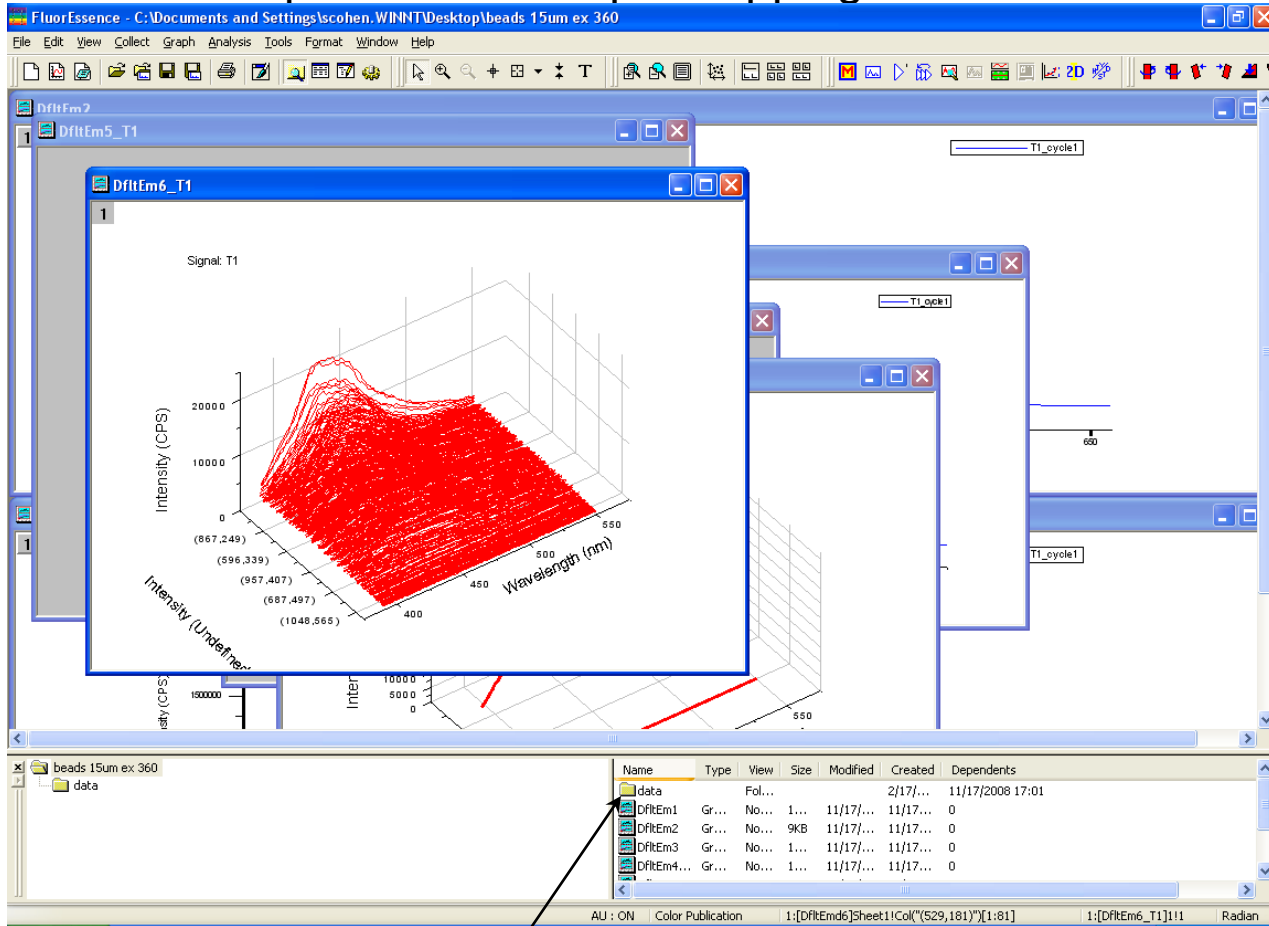 FluorEssence - C:\Documents and Settings\scohen.WINNT\Desktop\beads 15um ex 360
File Edit View Collect Graph Analysis Tools Format Window Help
DfltEm2
1
DfltEm5_T1
T1_cycle1
DfltEm6_T1
1
Signal: T1
T1_cycle1
20000
10000
0
Intensity (CPS)
(867,249)
(596,339)
(957,407)
(687,497)
(1048,565)
400
450
500
550
Wavelength (nm)
650
1
T1_cycle1
1500000
10000
5000
0
550
beads 15um ex 360
data
Name Type View Size Modified Created Dependents
data Fol... 2/17/... 11/17/2008 17:01
DfltEm1 Gr... No... 1... 11/17/... 11/17... 0
DfltEm2 Gr... No... 9KB 11/17/... 11/17... 0
DfltEm3 Gr... No... 1... 11/17/... 11/17... 0
DfltEm4... Gr... No... 1... 11/17/... 11/17... 0
AU : ON Color Publication 1:[DfltEmd6]Sheet1!Col("(529,181)")[1:81] 1:[DfltEm6_T1]1!1 Radian